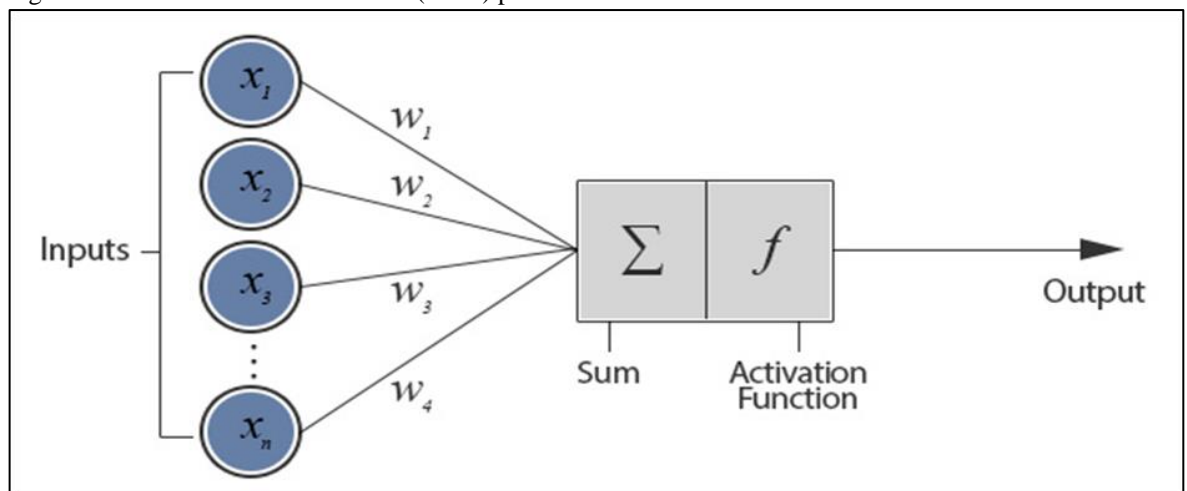 x₁
w₁
x₂
w₂
Inputs
x₃
w₃
Σ
f
Output
Sum
Activation
Function
xₙ
w₄